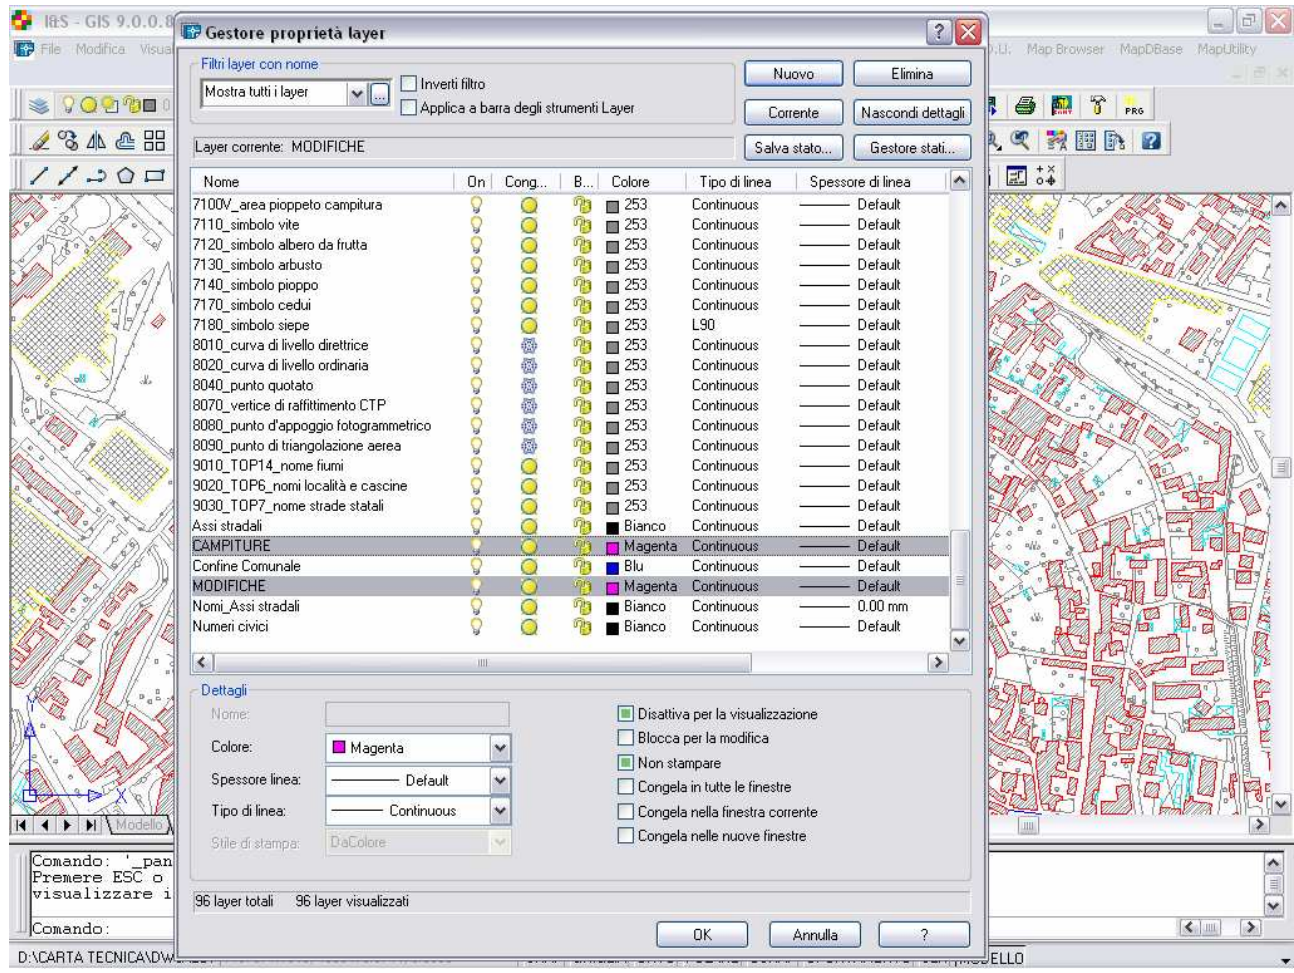 I&S - GIS 9.0.0.8
Gestore proprietà layer
File Modifica Visua
D.U. Map Browser MapDBase MapUtility
Filtri layer con nome
Mostra tutti i layer
...
Inverti filtro
Applica a barra degli strumenti Layer
Nuovo Elimina
Corrente Nascondi dettagli
Salva stato... Gestore stati...
PRG
Layer corrente: MODIFICHE
Nome On Cong... B... Colore Tipo di linea Spessore di linea
7100V_area pioppeto campitura 253 Continuous Default
7110_simbolo vite 253 Continuous Default
7120_simbolo albero da frutta 253 Continuous Default
7130_simbolo arbusto 253 Continuous Default
7140_simbolo pioppo 253 Continuous Default
7170_simbolo cedui 253 Continuous Default
7180_simbolo siepe 253 L90 Default
8010_curva di livello direttrice 253 Continuous Default
8020_curva di livello ordinaria 253 Continuous Default
8040_punto quotato 253 Continuous Default
8070_vertice di raffittimento CTP 253 Continuous Default
8080_punto d'appoggio fotogrammetrico 253 Continuous Default
8090_punto di triangolazione aerea 253 Continuous Default
9010_TOP14_nome fiumi 253 Continuous Default
9020_TOP6_nomi località e cascine 253 Continuous Default
9030_TOP7_nome strade statali 253 Continuous Default
Assi stradali Bianco Continuous Default
CAMPITURE Magenta Continuous Default
Confine Comunale Blu Continuous Default
MODIFICHE Magenta Continuous Default
Nomi_Assi stradali Bianco Continuous 0.00 mm
Numeri civici Bianco Continuous Default
Dettagli
Nome:
Colore: Magenta
Spessore linea: Default
Tipo di linea: Continuous
Stile di stampa: DaColore
Disattiva per la visualizzazione
Blocca per la modifica
Non stampare
Congela in tutte le finestre
Congela nella finestra corrente
Congela nelle nuove finestre
Y
X
Modello
96 layer totali 96 layer visualizzati
OK Annulla ?
Comando: '_pan
Premere ESC o
visualizzare i
Comando:
D:\CARTA TECNICA\DW